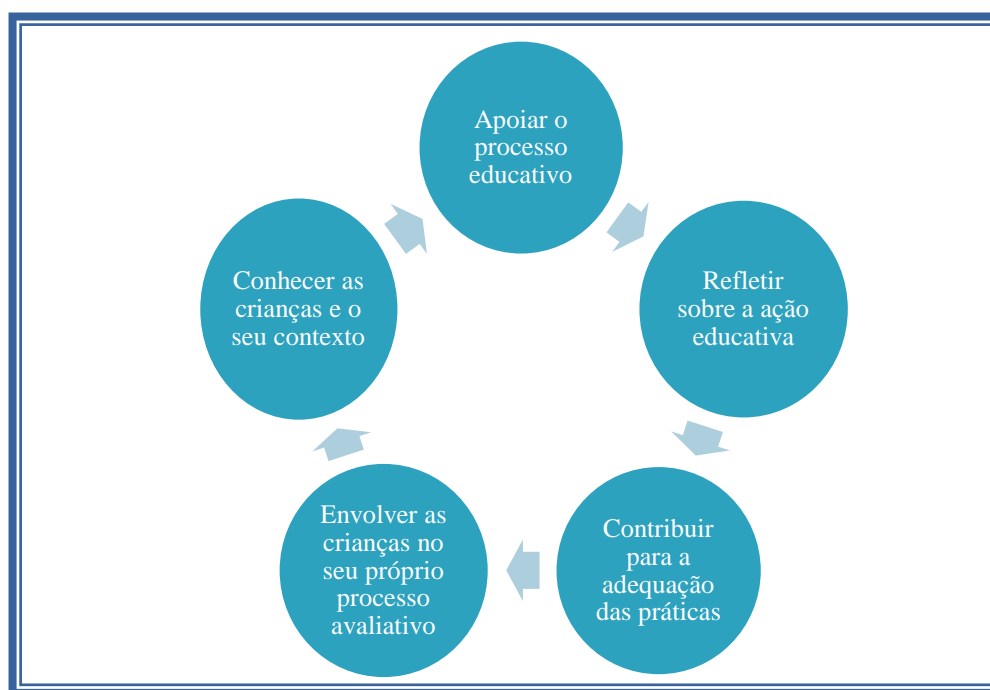 Apoiar o
processo
educativo
Refletir
sobre a ação
educativa
Contribuir
para a
adequação
das práticas
Envolver as
crianças no
seu próprio
processo
avaliativo
Conhecer as
crianças e o
seu contexto